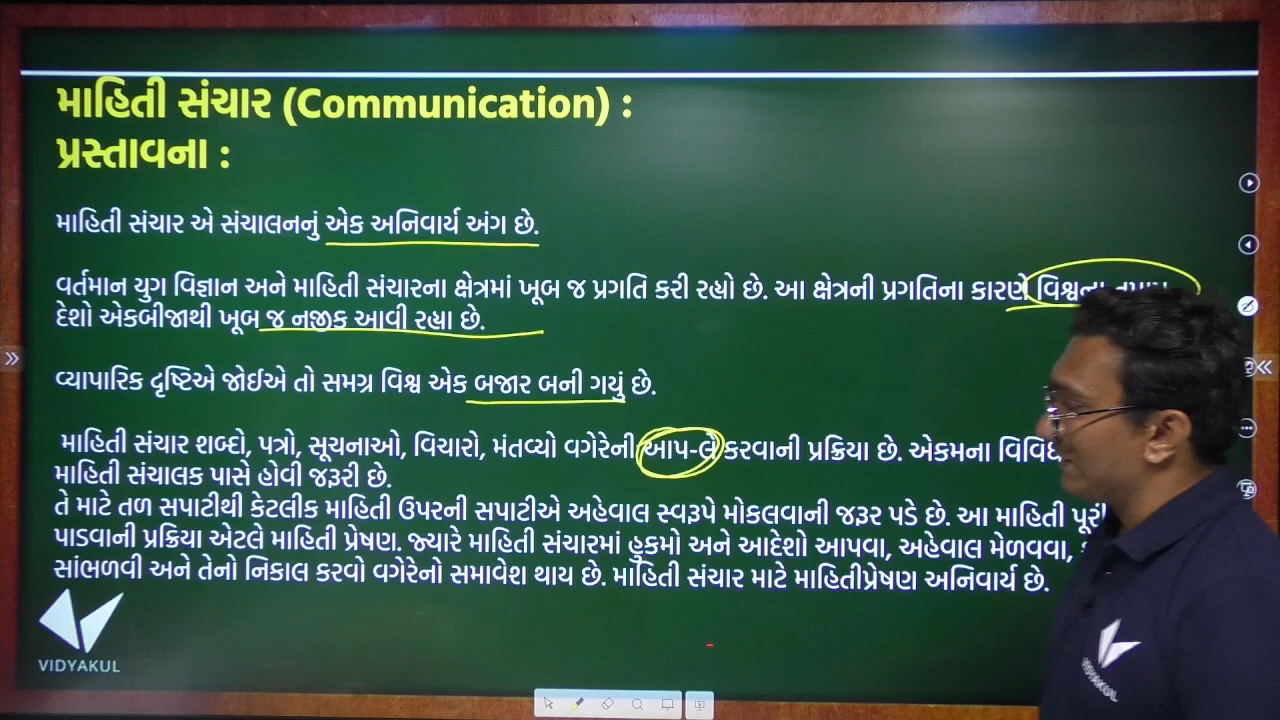 માહિતી સંચાર (Communication) :
પ્રસ્તાવના :
માહિતી સંચાર એ સંચાલનનું એક અનિવાર્ય અંગ છે.
વર્તમાન યુગ વિજ્ઞાન અને માહિતી સંચારના ક્ષેત્રમાં ખૂબ જ પ્રગતિ કરી રહ્યો છે. આ ક્ષેત્રની પ્રગતિના કારણે વિશ્વના
દેશો એકબીજાથી ખૂબ જ નજીક આવી રહ્યા છે.
વ્યાપારિક દૃષ્ટિએ જોઈએ તો સમગ્ર વિશ્વ એક બજાર બની ગયું છે.
માહિતી સંચાર શબ્દો, પત્રો, સૂચનાઓ, વિચારો, મંતવ્યો વગેરેની આપ-લે કરવાની પ્રક્રિયા છે. એકમના
માહિતી સંચાલક પાસે હોવી જરૂરી છે.
તે માટે તળ સપાટીથી કેટલીક માહિતી ઉપરની સપાટીએ અહેવાલ સ્વરૂપે મોકલવાની જરૂર પડે છે. આ માહિતી
પાડવાની પ્રક્રિયા એટલે માહિતી પ્રેષણ. જ્યારે માહિતી સંચારમાં હુકમો અને આદેશો આપવા, અહેવાલ મેળવવા,
સાંભળવી અને તેનો નિકાલ કરવો વગેરેનો સમાવેશ થાય છે. માહિતી સંચાર માટે માહિતીપ્રેષણ અનિવાર્ય છે.
VIDYAKUL
VIDYAKUL